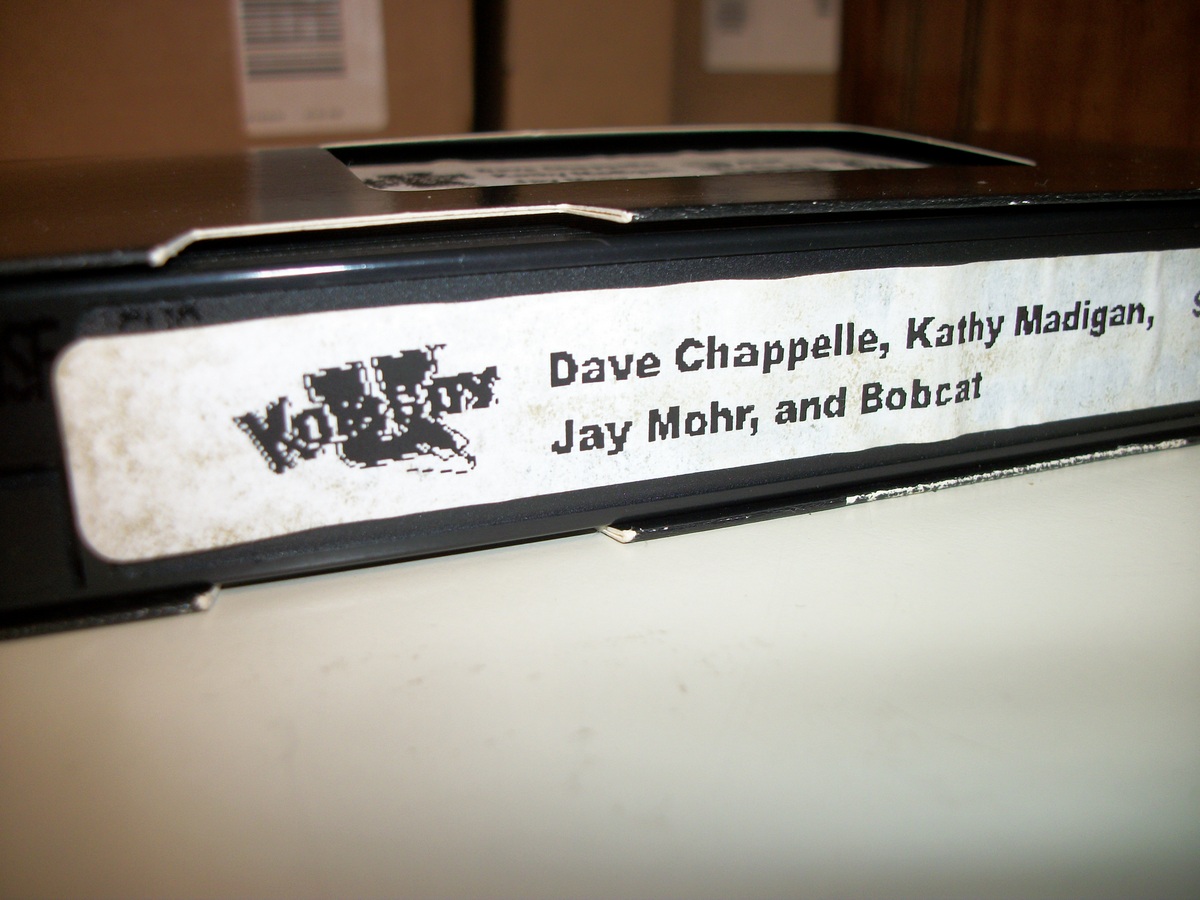 Dave Chappelle, Kathy Madigan,
Jay Mohr, and Bobcat